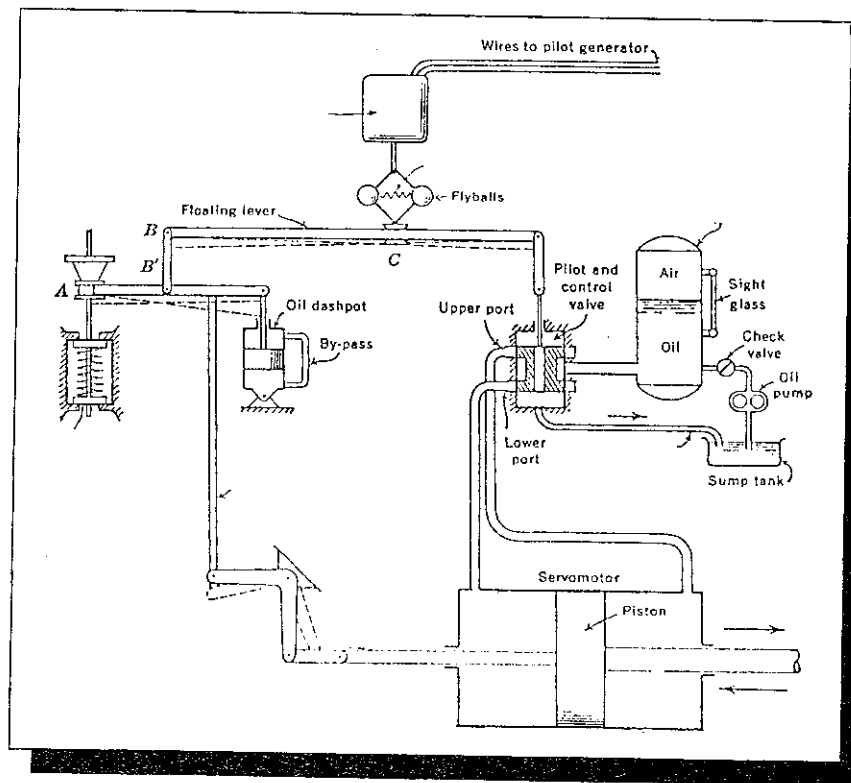 Wires to pilot generator
Flyballs
Floating lever
B
B'
C
A
Pilot and
control
valve
Air
Sight
glass
Upper port
Oil dashpot
By-pass
Oil
Check
valve
Oil
pump
Lower
port
Sump tank
Servomotor
Piston